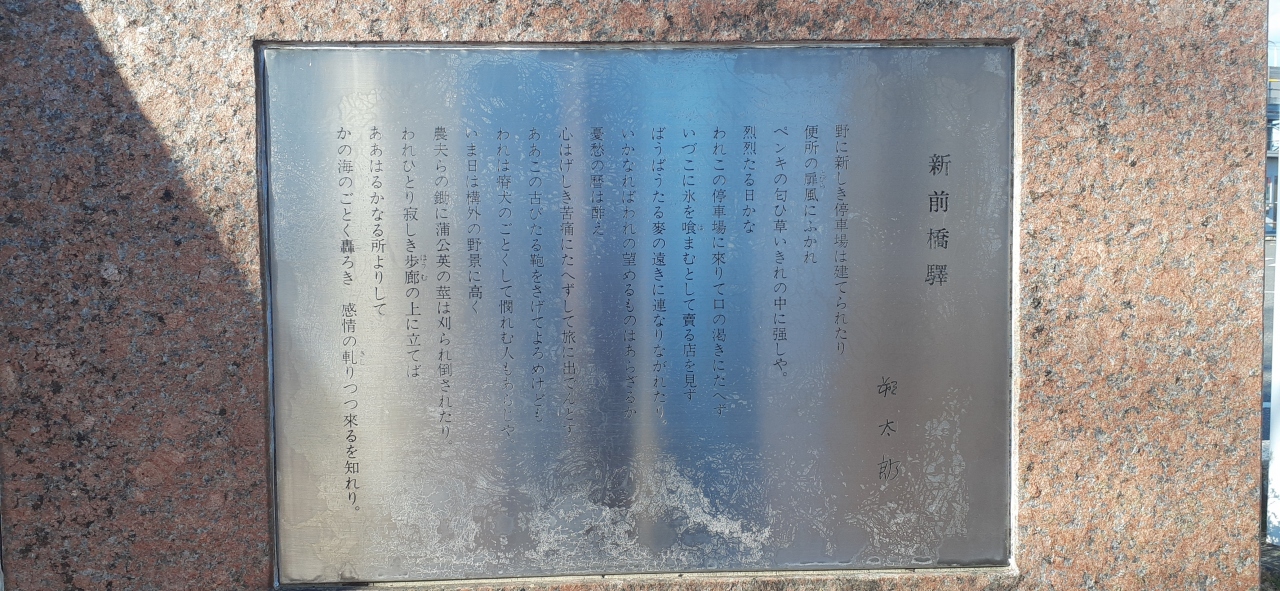 新前橋驛
朔太郎
野に新しき停車場は建てられたり
便所の扉風にふかれ
ペンキの匂ひ草いきれの中に强しや。
烈烈たる日かな
われこの停車場に來りて口の渇きにたへず
いづこに氷を喰まむとして賣る店を見ず
ばうばうたる麥の遠きに連なりながれたり。
いかなればわれの望めるものはあらざるか
憂愁の暦は酢え
心はげしき苦痛にたへずして旅に出でんとす
ああこの古びたる鞄をさげてよろめけども
われは瘠犬のごとくして憫れむ人もあらじや
いま日は構外の野景に高く
農夫らの鋤に蒲公英の莖は刈られ倒されたり
われひとり寂しき歩廊の上に立てば
ほうむ
ああはるかなる所よりして
かの海のごとく轟ろき　感情の軋りつつ來るを知れり。
きし